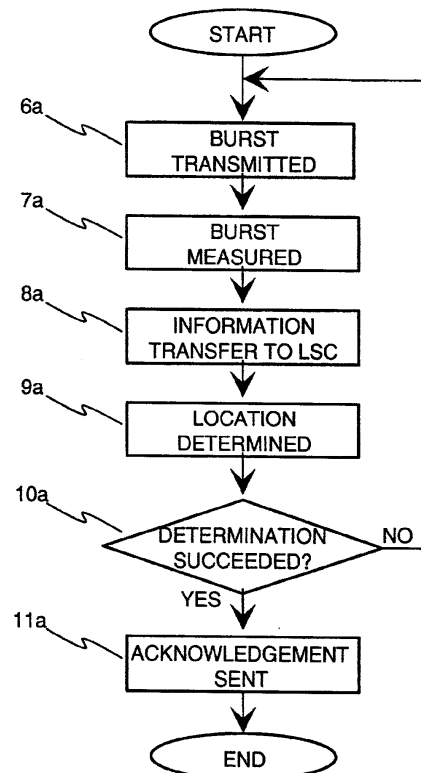 START
6a
BURST
TRANSMITTED
7a
BURST
MEASURED
8a
INFORMATION
TRANSFER TO LSC
9a
LOCATION
DETERMINED
10a
DETERMINATION
SUCCEEDED?
NO
YES
11a
ACKNOWLEDGEMENT
SENT
END